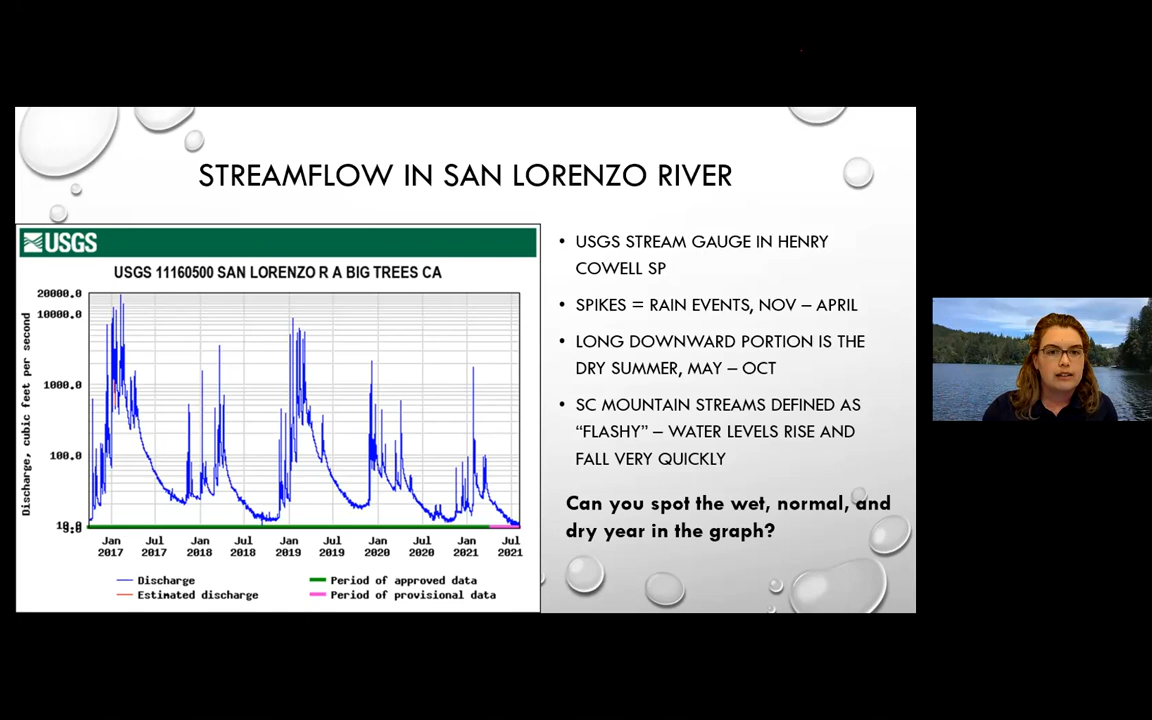 STREAMFLOW IN SAN LORENZO RIVER
USGS
USGS 11160500 SAN LORENZO R A BIG TREES CA
Discharge, cubic feet per second
20000.0
10000.0
1000.0
100.0
Jan Jul Jan Jul Jan Jul Jan Jul Jan Jul
2017 2017 2018 2018 2019 2019 2020 2020 2021 2021
Discharge
Estimated discharge
Period of approved data
Period of provisional data
• USGS STREAM GAUGE IN HENRY
COWELL SP
• SPIKES = RAIN EVENTS, NOV – APRIL
• LONG DOWNWARD PORTION IS THE
DRY SUMMER, MAY – OCT
• SC MOUNTAIN STREAMS DEFINED AS
“FLASHY” – WATER LEVELS RISE AND
FALL VERY QUICKLY
Can you spot the wet, normal, and
dry year in the graph?